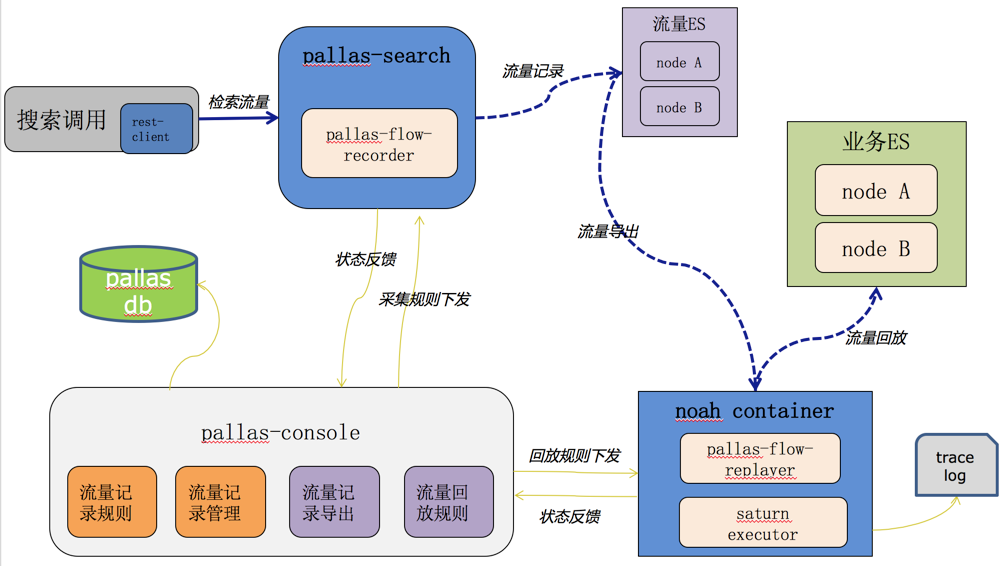 pallas-search
流量ES
node A
node B
流量记录
搜索调用
rest-
client
检索流量
pallas-flow-
recorder
业务ES
node A
node B
流量导出
状态反馈
采集规则下发
pallas
db
流量回放
noah container
pallas-flow-
replayer
saturn
executor
pallas-console
流量记
录规则
流量记
录管理
流量记
录导出
流量回
放规则
回放规则下发
状态反馈
trace
log